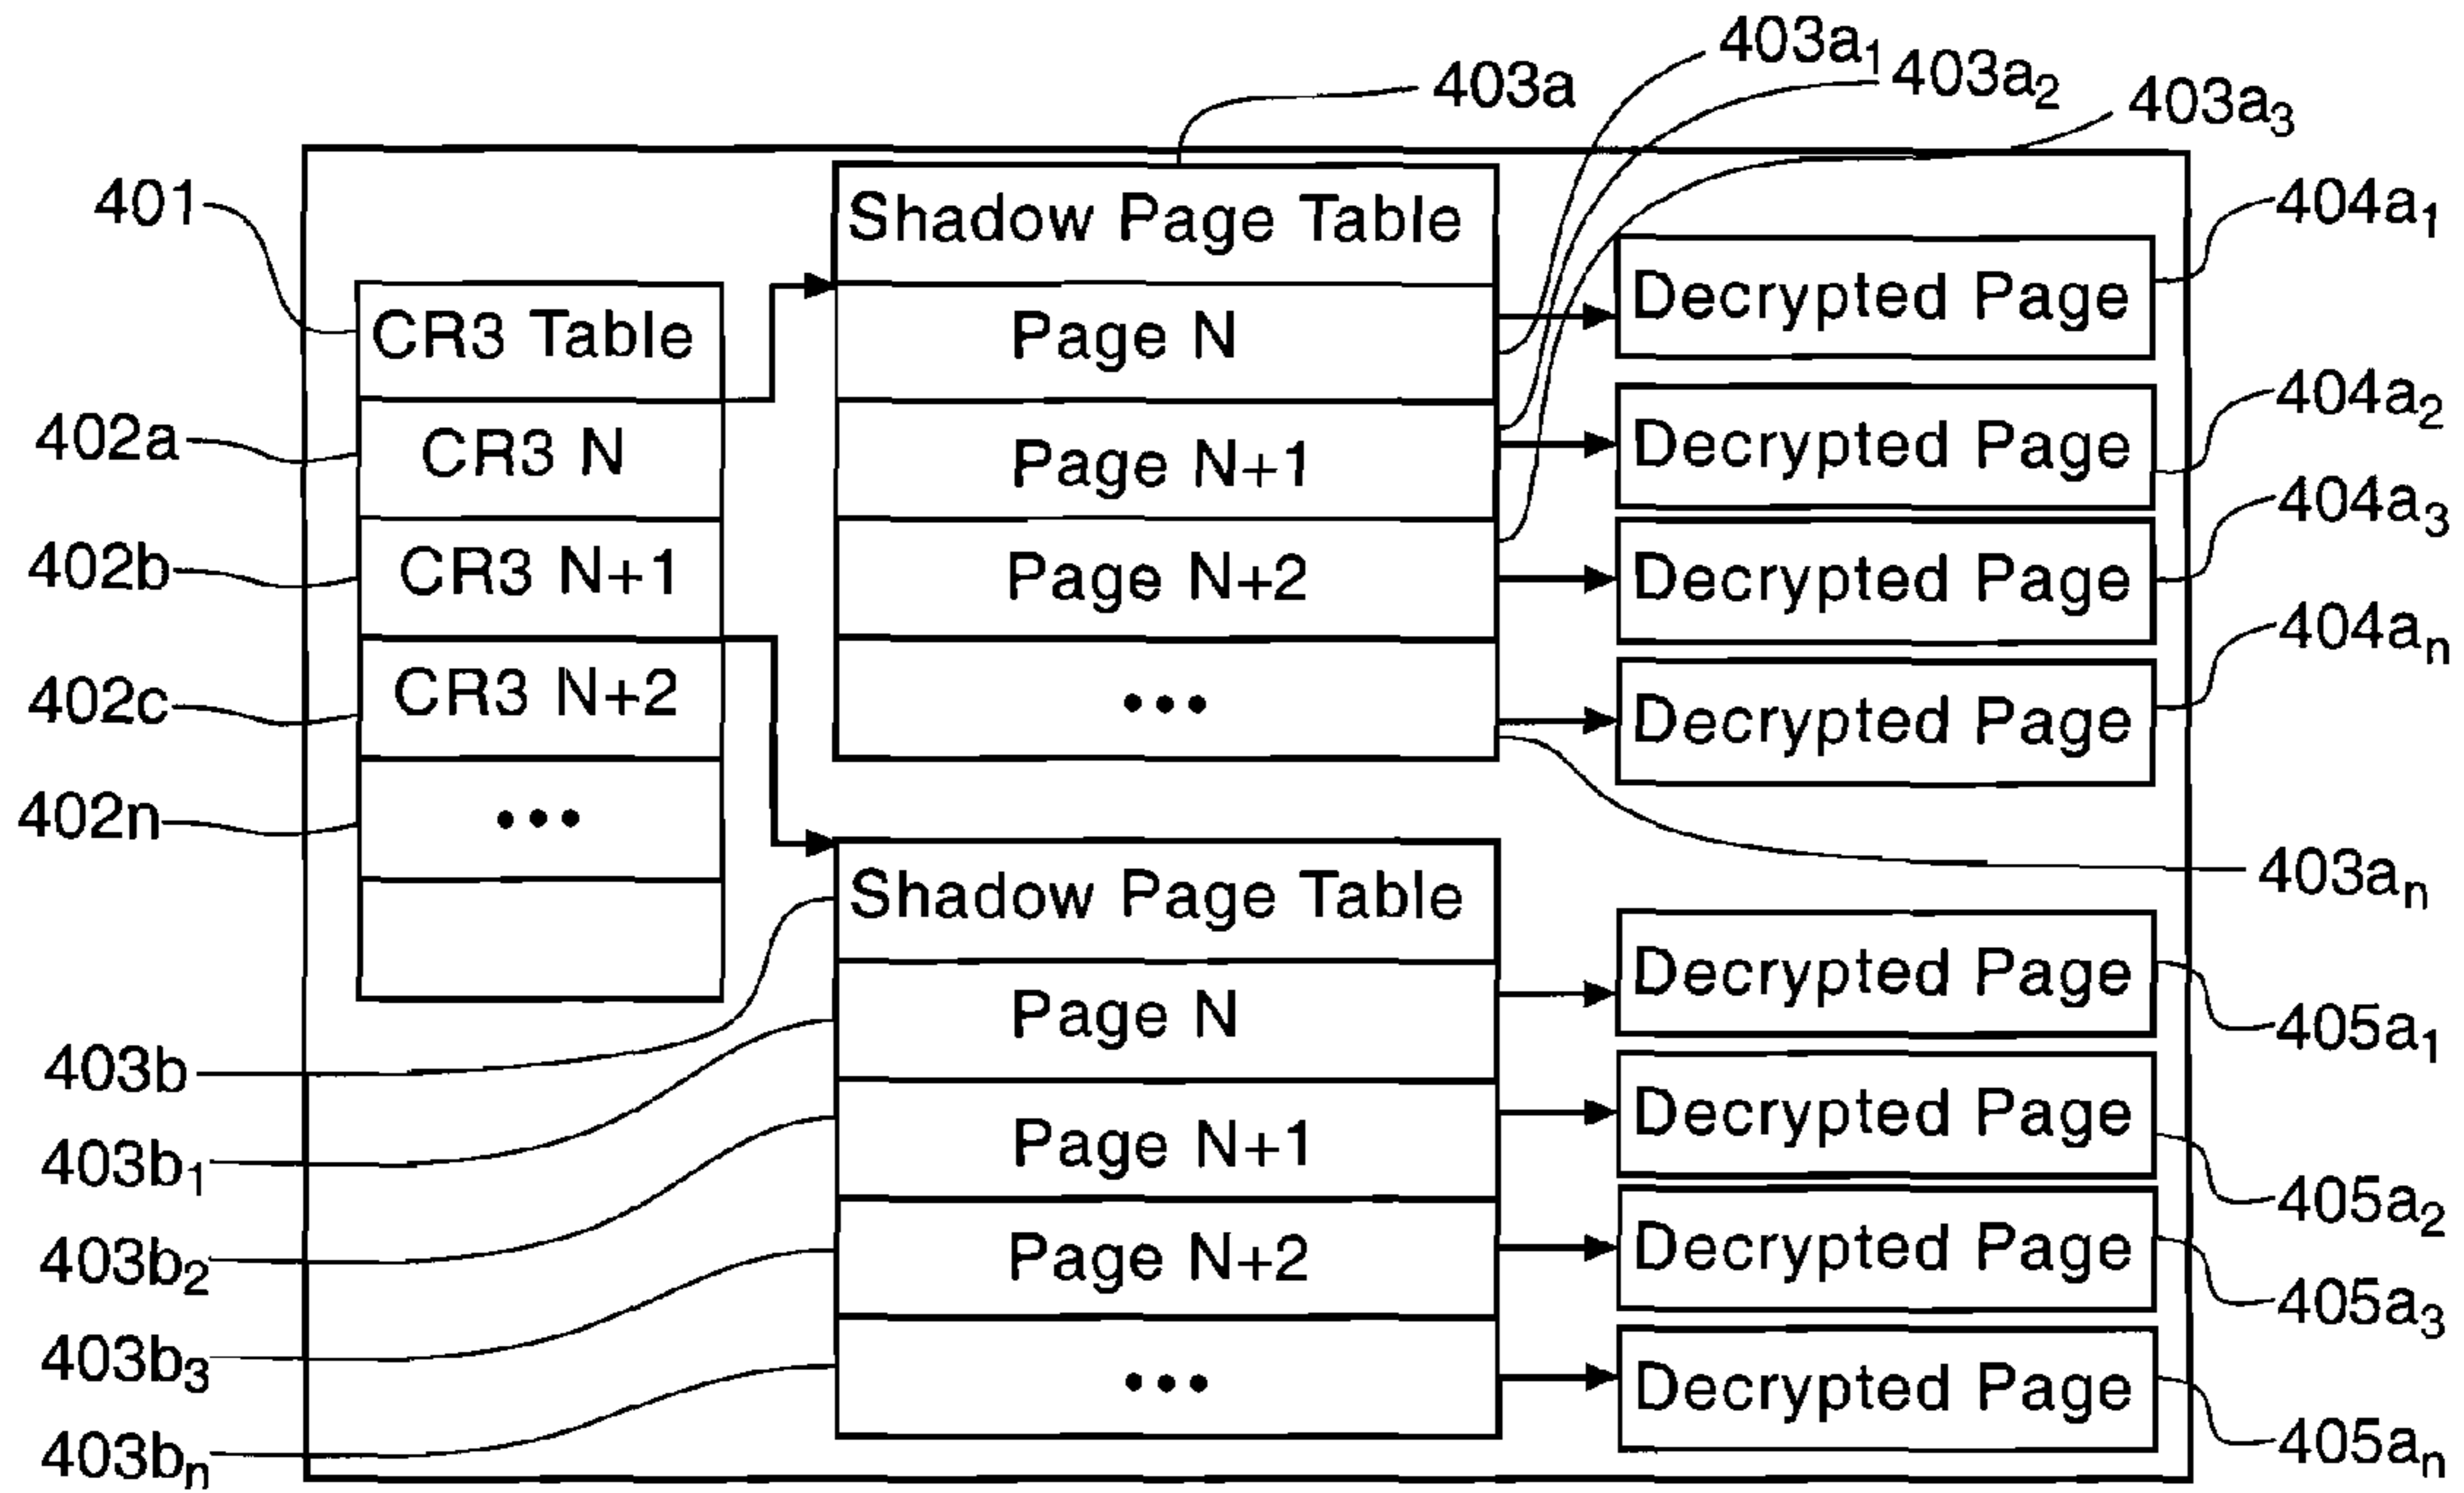 403a
403a1
403a2
403a3
401
402a
402b
402c
402n
CR3 Table
CR3 N
CR3 N+1
CR3 N+2
•••
Shadow Page Table
Page N
Page N+1
Page N+2
•••
Decrypted Page
Decrypted Page
Decrypted Page
Decrypted Page
404a1
404a2
404a3
404an
403an
403b
403b1
403b2
403b3
403bn
Shadow Page Table
Page N
Page N+1
Page N+2
•••
Decrypted Page
Decrypted Page
Decrypted Page
Decrypted Page
405a1
405a2
405a3
405an